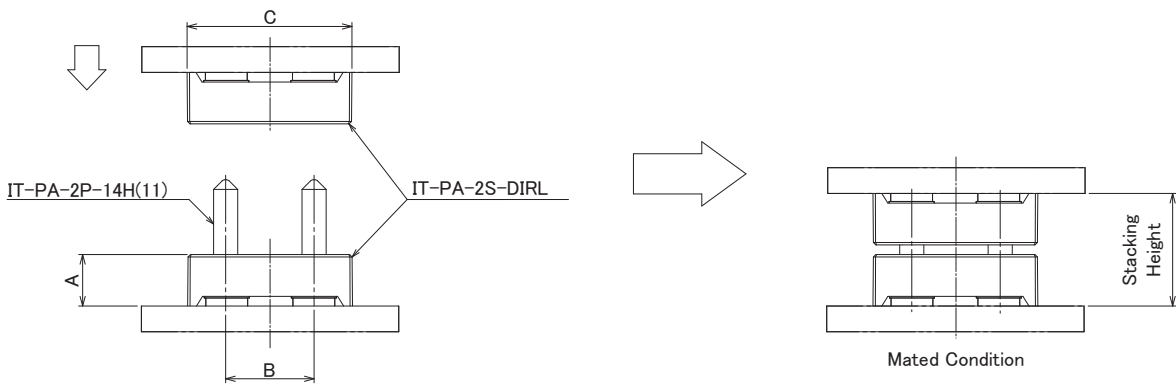 C
IT-PA-2P-14H(11)
IT-PA-2S-DIRL
A
B
Stacking
Height
Mated Condition